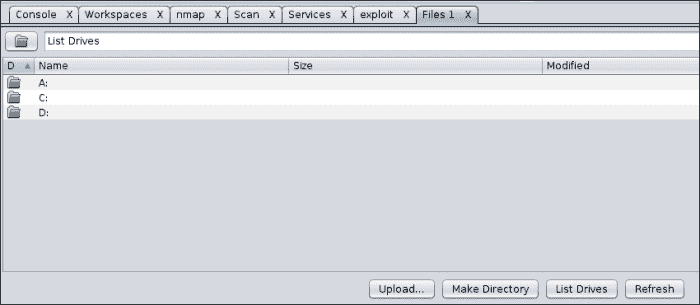 Console X Workspaces X nmap X Scan X Services X exploit X Files 1 X
List Drives
D Name Size Modified
A:
C:
D:
Upload... Make Directory List Drives Refresh